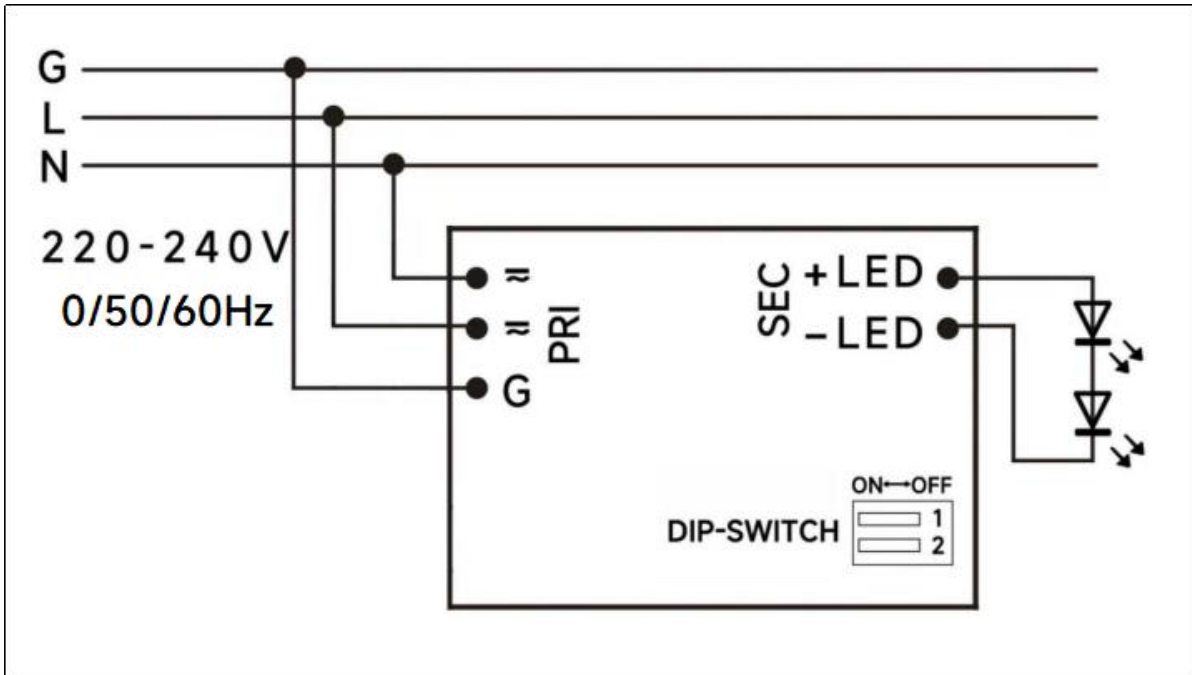 G
L
N
220-240V
0/50/60Hz
≂
≂
G
PRI
SEC
+LED
-LED
ON↔OFF
DIP-SWITCH
1
2